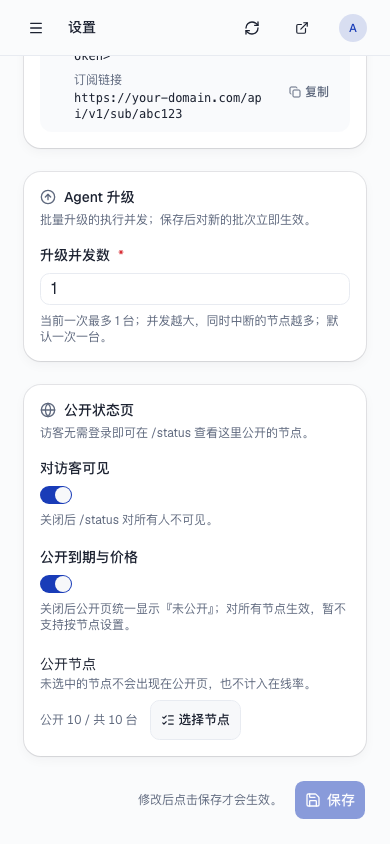 设置
A
oken>
订阅链接
https://your-domain.com/ap
i/v1/sub/abc123
复制
Agent 升级
批量升级的执行并发；保存后对新的批次立即生效。
升级并发数 *
1
当前一次最多 1 台；并发越大，同时中断的节点越多；默
认一次一台。
公开状态页
访客无需登录即可在 /status 查看这里公开的节点。
对访客可见
关闭后 /status 对所有人不可见。
公开到期与价格
关闭后公开页统一显示『未公开』；对所有节点生效，暂不
支持按节点设置。
公开节点
未选中的节点不会出现在公开页，也不计入在线率。
公开 10 / 共 10 台
选择节点
修改后点击保存才会生效。
保存